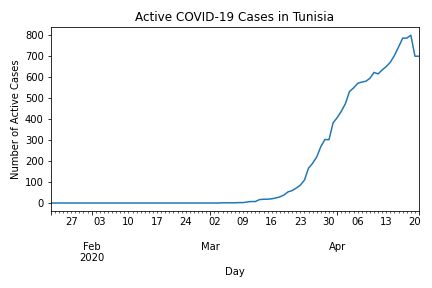 Active COVID-19 Cases in Tunisia
Number of Active Cases
800
700
600
500
400
300
200
100
0
27 03 10 17 24 02 09 16 23 30 06 13 20
Feb Mar Apr
2020
Day